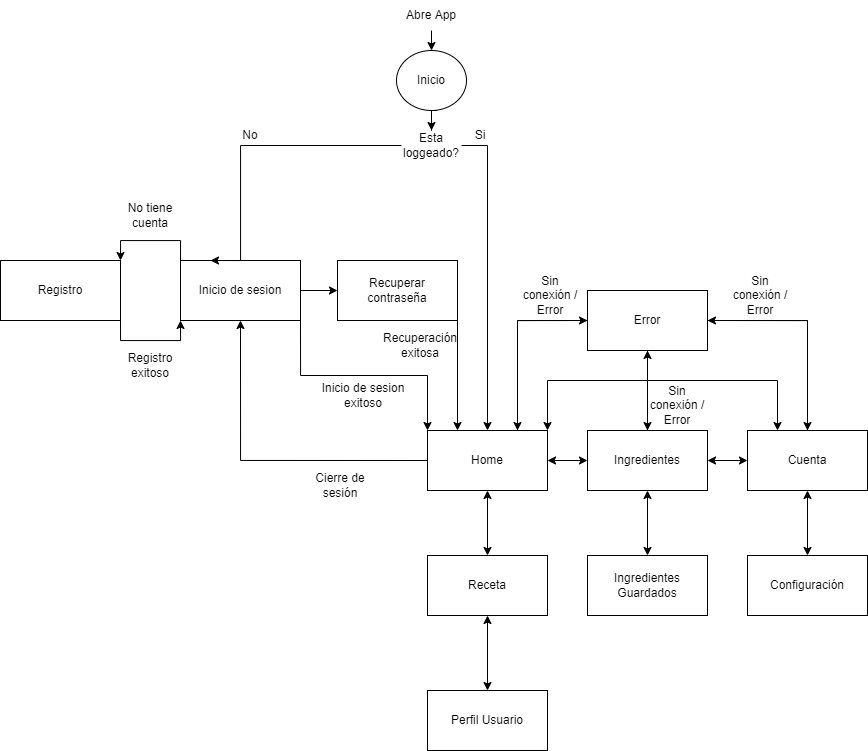 Abre App
Inicio
No
Esta
loggeado?
Si
No tiene
cuenta
Registro
Inicio de sesion
Recuperar
contraseña
Sin
conexión /
Error
Error
Sin
conexión /
Error
Registro
exitoso
Recuperación
exitosa
Inicio de sesion
exitoso
Sin
conexión /
Error
Home
Ingredientes
Cuenta
Cierre de
sesión
Receta
Ingredientes
Guardados
Configuración
Perfil Usuario